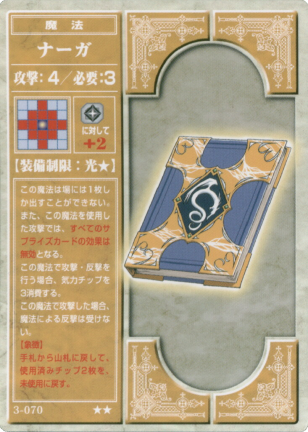 魔法
ナーガ
攻撃:4／必要:3
に対して
+2
【装備制限:光★】
この魔法は場には1枚し
か出すことができない。
また、この魔法を使用し
た攻撃では、すべてのサ
プライズカードの効果は
無効となる。
この魔法で攻撃・反撃を
行う場合、気力チップを
3消費する。
この魔法で攻撃した場合、
魔法による反撃は受けな
い。
手札から山札に戻して、
使用済みチップ2枚を、
未使用に戻す。
3-070
★★